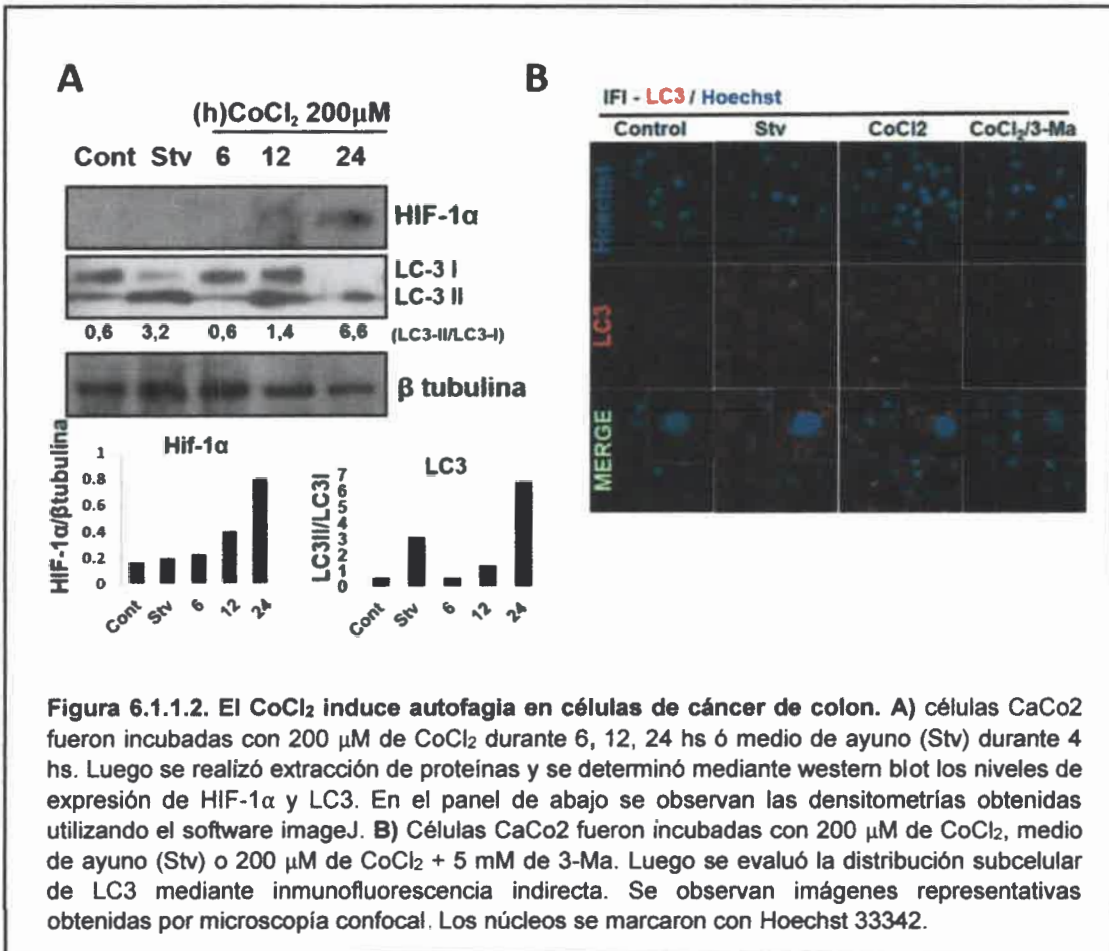 A
(h)CoCl₂ 200µM
Cont Stv 6 12 24
HIF-1α
LC-3 I
LC-3 II
0,6 3,2 0,6 1,4 6,6 (LC3-II/LC3-I)
β tubulina
Hif-1α
HIF-1α/βtubulina
1
0.8
0.6
0.4
0.2
0
Cont Stv 6 12 24
LC3
LC3II/LC3I
7
6
5
4
3
2
1
0
Cont Stv 6 12 24
B
IFI - LC3 / Hoechst
Control Stv CoCl2 CoCl₂/3-Ma
Hoechst
LC3
MERGE
Figura 6.1.1.2. El CoCl₂ induce autofagia en células de cáncer de colon. A) células CaCo2
fueron incubadas con 200 µM de CoCl₂ durante 6, 12, 24 hs ó medio de ayuno (Stv) durante 4
hs. Luego se realizó extracción de proteínas y se determinó mediante western blot los niveles de
expresión de HIF-1α y LC3. En el panel de abajo se observan las densitometrías obtenidas
utilizando el software imageJ. B) Células CaCo2 fueron incubadas con 200 µM de CoCl₂, medio
de ayuno (Stv) o 200 µM de CoCl₂ + 5 mM de 3-Ma. Luego se evaluó la distribución subcelular
de LC3 mediante inmunofluorescencia indirecta. Se observan imágenes representativas
obtenidas por microscopía confocal. Los núcleos se marcaron con Hoechst 33342.